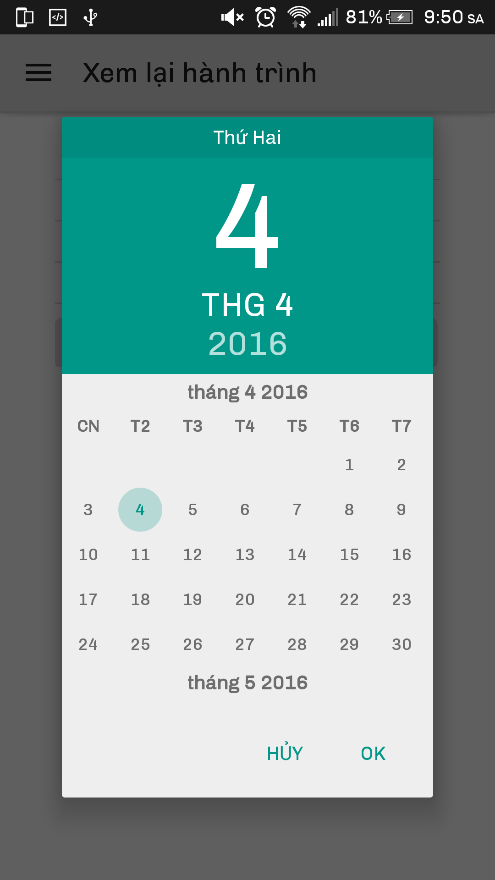 81% 9:50 SA
Xem lại hành trình
Thứ Hai
4
THG 4
2016
tháng 4 2016
CN T2 T3 T4 T5 T6 T7
1 2
3 4 5 6 7 8 9
10 11 12 13 14 15 16
17 18 19 20 21 22 23
24 25 26 27 28 29 30
tháng 5 2016
HỦY OK